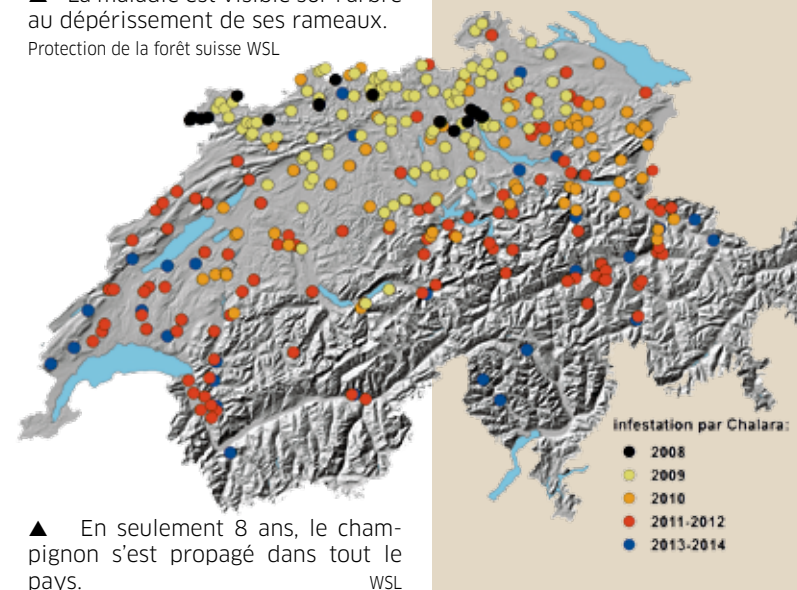 ▲ La maladie est visible sur l'arbre
au dépérissement de ses rameaux.
Protection de la forêt suisse WSL
Infestation par Chalara:
2008
2009
2010
2011-2012
2013-2014
▲ En seulement 8 ans, le cham-
pignon s'est propagé dans tout le
pays. WSL